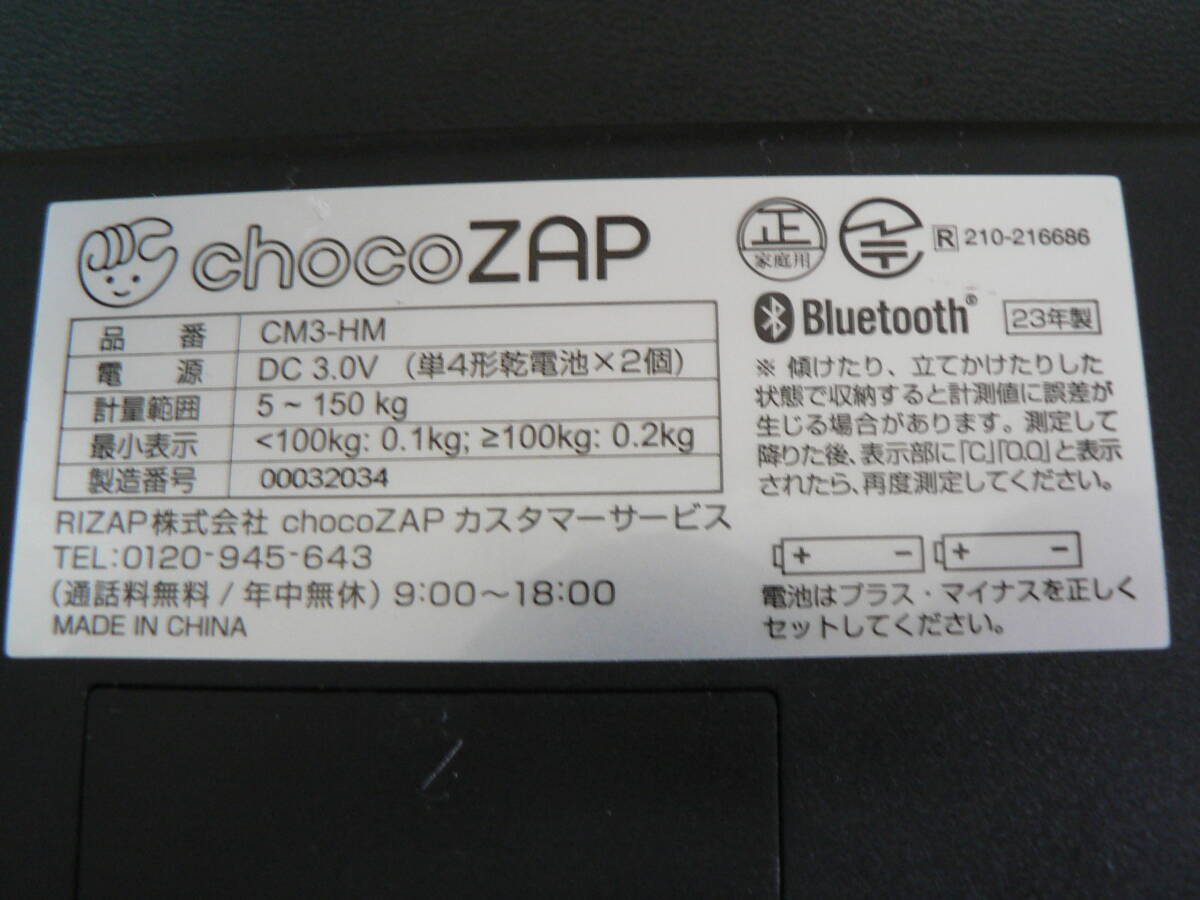 chocoZAP
品番 CM3-HM
電源 DC 3.0V (単4形乾電池×2個)
計量範囲 5 ~ 150 kg
最小表示 <100kg: 0.1kg; ≥100kg: 0.2kg
製造番号 00032034
RIZAP株式会社 chocoZAP カスタマーサービス
TEL:0120-945-643
(通話料無料 / 年中無休) 9:00～18:00
MADE IN CHINA
正
家庭用
R 210-216686
Bluetooth® 23年製
※ 傾けたり、立てかけたりした
状態で収納すると計測値に誤差が
生じる場合があります。測定して
降りた後、表示部に「C」「0.0」と表示
されたら、再度測定してください。
+ - + -
電池はプラス・マイナスを正しく
セットしてください。